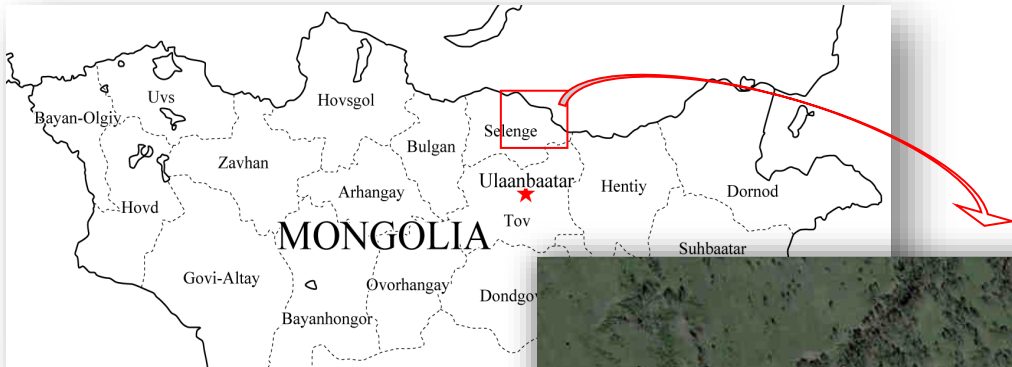 Uvs
Hovsgol
Bayan-Olgiy
Selenge
Bulgan
Zavhan
Ulaanbaatar
Arhangay
Hentiy
Dornod
Hovd
Tov
MONGOLIA
Suhbaatar
Govi-Altay
Ovorhangay
Dondgov
Bayanhongor